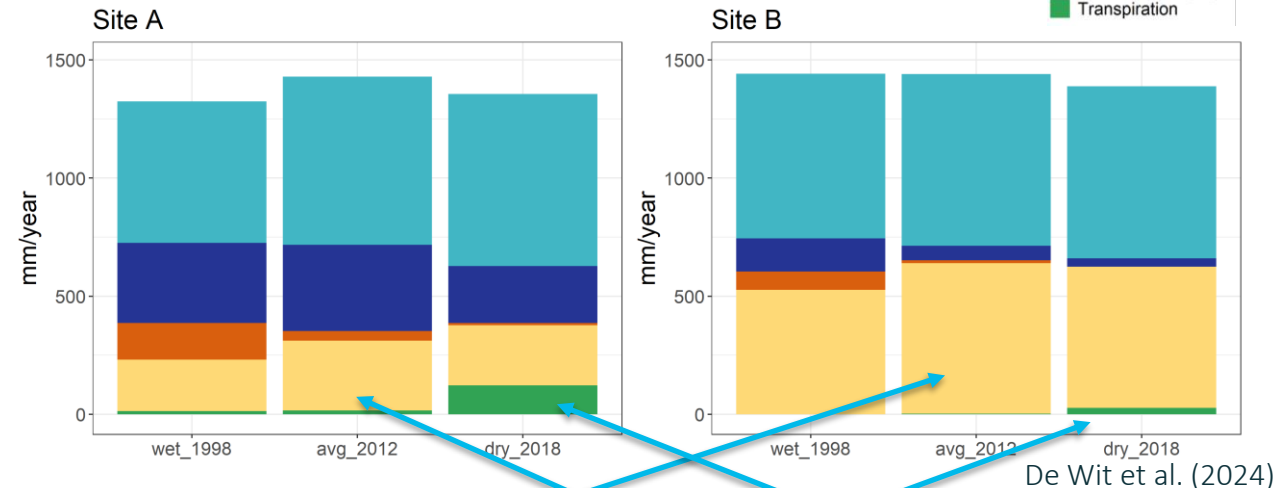 Transpiration
Site A
Site B
mm/year
1500
1000
500
0
wet_1998
avg_2012
dry_2018
mm/year
1500
1000
500
0
wet_1998
avg_2012
dry_2018
De Wit et al. (2024)